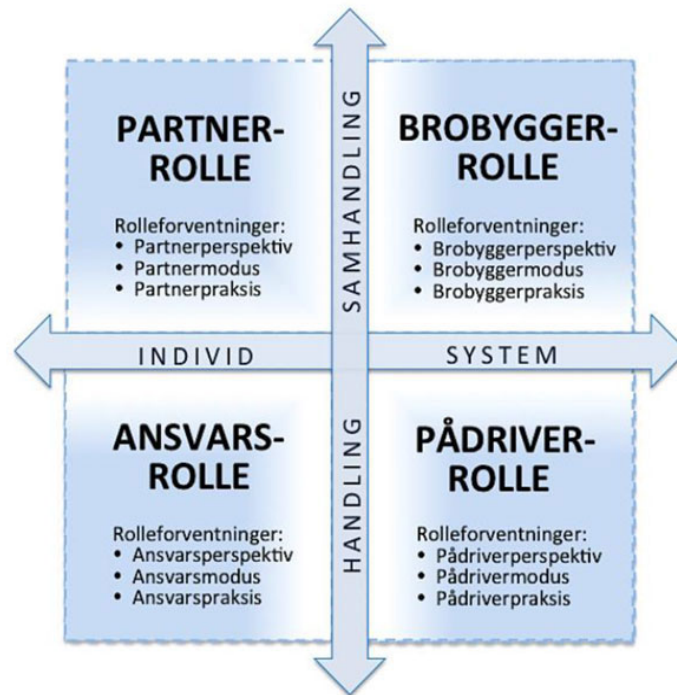 SAMHANDLING
PARTNER-
ROLLE
Rolleforventninger:
• Partnerperspektiv
• Partnermodus
• Partnerpraksis
BROBYGGER-
ROLLE
Rolleforventninger:
• Brobyggerperspektiv
• Brobyggermodus
• Brobyggerpraksis
INDIVID
SYSTEM
HANDLING
ANSVARS-
ROLLE
Rolleforventninger:
• Ansvarsperspektiv
• Ansvarsmodus
• Ansvarspraksis
PÅDRIVER-
ROLLE
Rolleforventninger:
• Pådriverperspektiv
• Pådrivermodus
• Pådriverpraksis